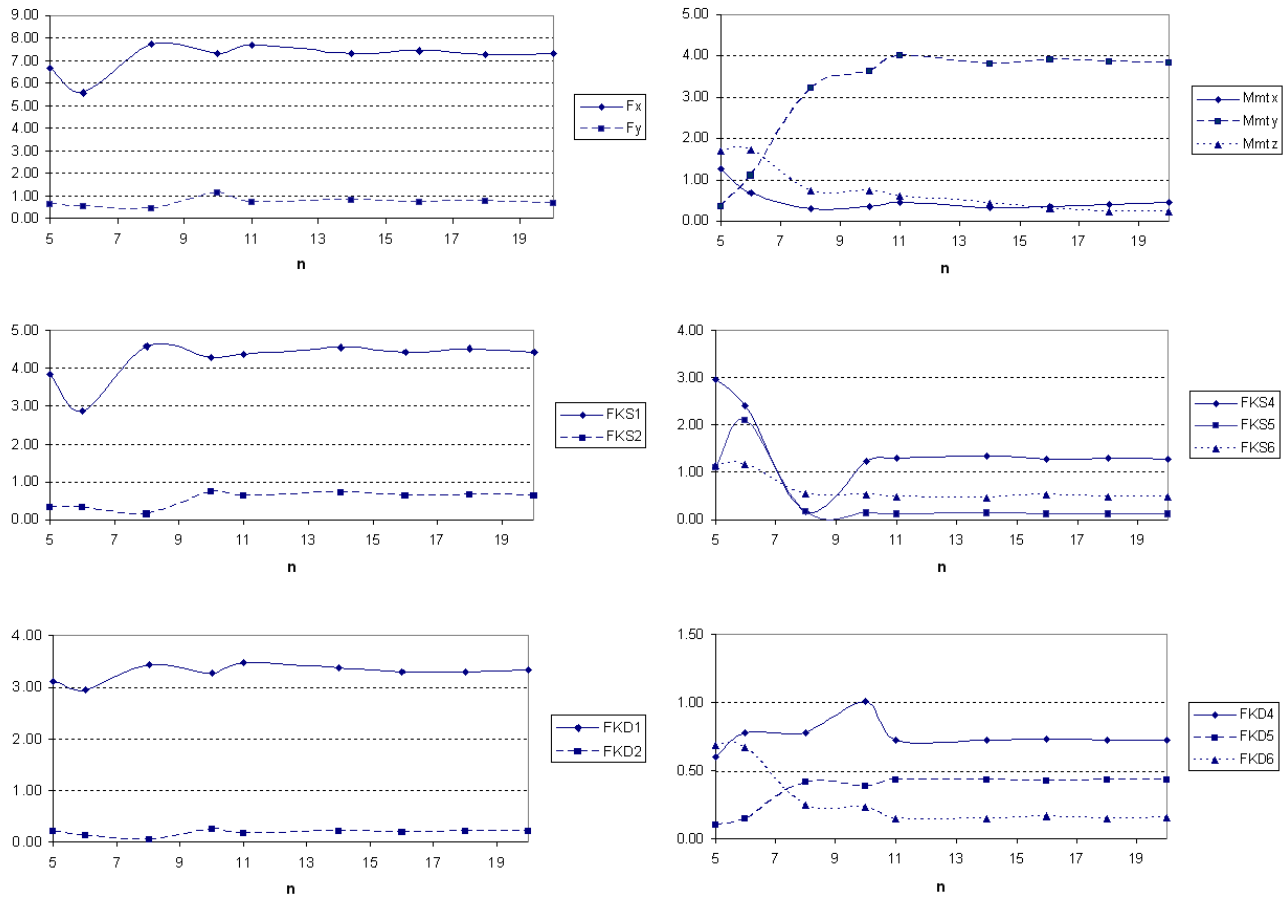 9.00
8.00
7.00
6.00
5.00
4.00
3.00
2.00
1.00
0.00
5 7 9 11 13 15 17 19
n
Fx
Fy
5.00
4.00
3.00
2.00
1.00
0.00
5 7 9 11 13 15 17 19
n
Mmtx
Mmty
Mmtz
5.00
4.00
3.00
2.00
1.00
0.00
5 7 9 11 13 15 17 19
n
FKS1
FKS2
4.00
3.00
2.00
1.00
0.00
5 7 9 11 13 15 17 19
n
FKS4
FKS5
FKS6
4.00
3.00
2.00
1.00
0.00
5 7 9 11 13 15 17 19
n
FKD1
FKD2
1.50
1.00
0.50
0.00
5 7 9 11 13 15 17 19
n
FKD4
FKD5
FKD6